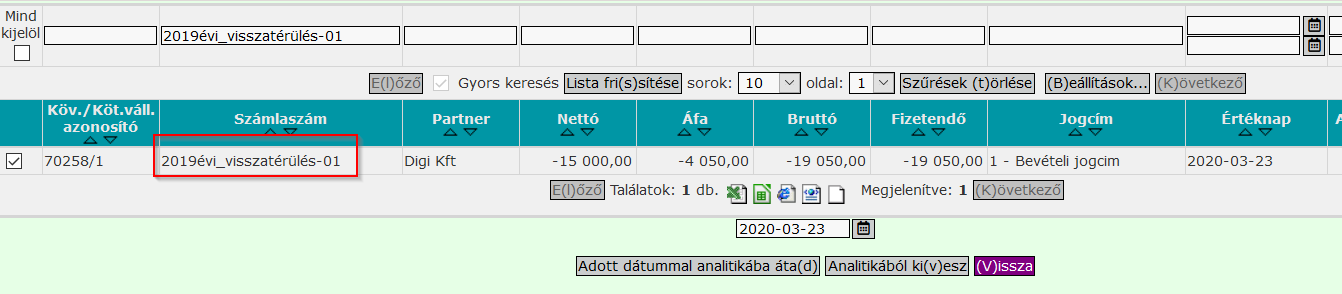 Mind kijelöl
2019évi_visszatérülés-01
E(l)őző Gyors keresés Lista fri(s)sítése sorok: 10 oldal: 1 Szűrések (t)örlése (B)eállítások... (K)övetkező
Köv./Köt.váll. azonosító Számlaszám Partner Nettó Áfa Bruttó Fizetendő Jogcím Értéknap A
70258/1 2019évi_visszatérülés-01 Digi Kft -15 000,00 -4 050,00 -19 050,00 -19 050,00 1 - Bevételi jogcim 2020-03-23
E(l)őző Találatok: 1 db. Megjelenítve: 1 (K)övetkező
2020-03-23
Adott dátummal analitikába áta(d) Analitikából ki(v)esz (V)issza